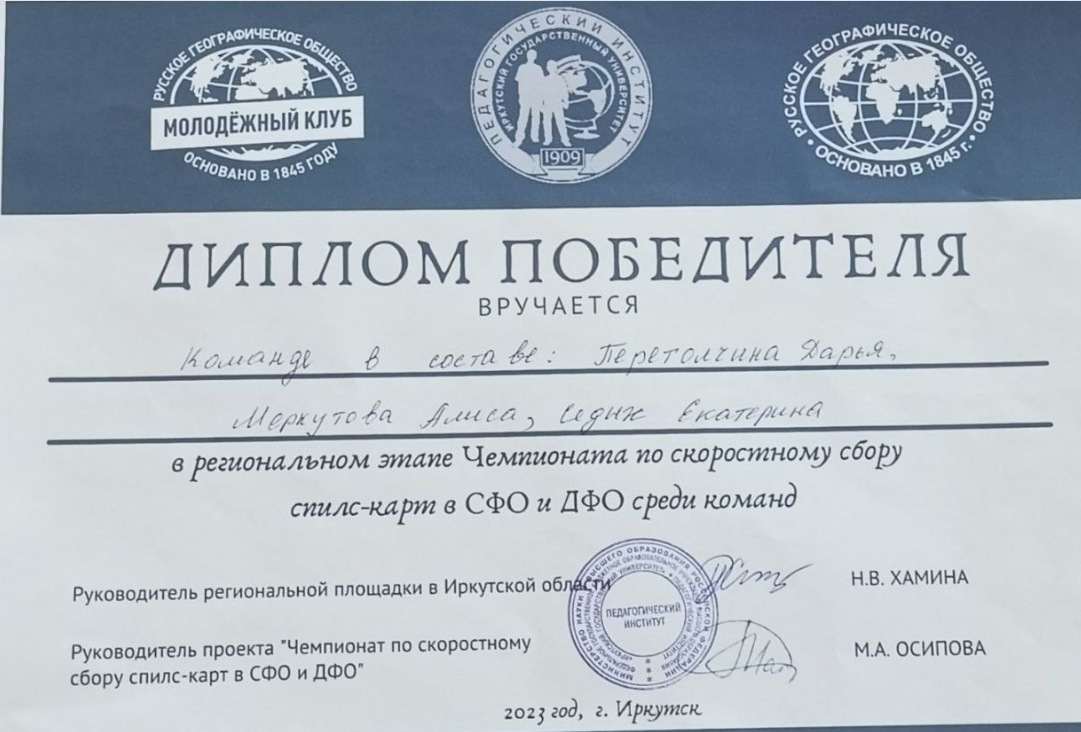 РУССКОЕ ГЕОГРАФИЧЕСКОЕ ОБЩЕСТВО
МОЛОДЁЖНЫЙ КЛУБ
ОСНОВАНО В 1845 ГОДУ
ПЕДАГОГИЧЕСКИЙ ИНСТИТУТ
ИРКУТСКИЙ ГОСУДАРСТВЕННЫЙ УНИВЕРСИТЕТ
1909
РУССКОЕ ГЕОГРАФИЧЕСКОЕ ОБЩЕСТВО
ОСНОВАНО В 1845 г.
ДИПЛОМ ПОБЕДИТЕЛЯ
ВРУЧАЕТСЯ
Команде в составе: Перетолчина Дарья,
Меркутова Алиса, Седых Екатерина
в региональном этапе Чемпионата по скоростному сбору
спилс-карт в СФО и ДФО среди команд
Руководитель региональной площадки в Иркутской области
Н.В. ХАМИНА
ПЕДАГОГИЧЕСКИЙ
ИНСТИТУТ
Руководитель проекта "Чемпионат по скоростному
сбору спилс-карт в СФО и ДФО"
М.А. ОСИПОВА
2023 год, г. Иркутск